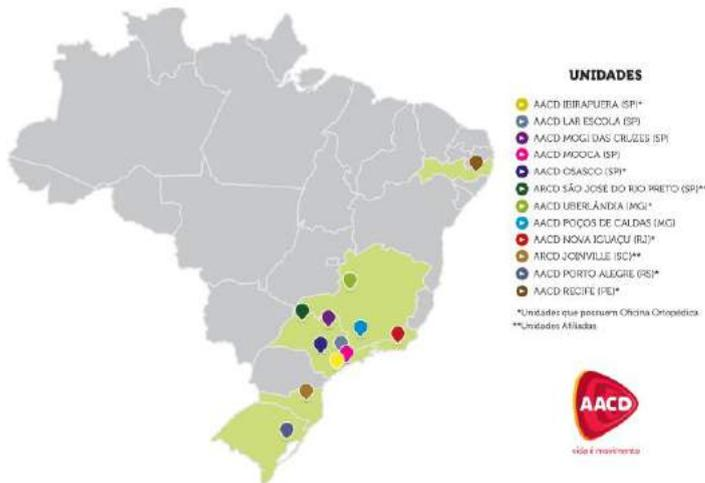 UNIDADES
AACD IBIRAPUERA (SP)*
AACD LAR ESCOLA (SP)
AACD MOGI DAS CRUZES (SP)
AACD MOOCA (SP)
AACD OSASCO (SP)*
ARCD SÃO JOSÉ DO RIO PRETO (SP)**
AACD UBERLÂNDIA (MG)*
AACD POÇOS DE CALDAS (MG)
AACD NOVA IGUAÇU (RJ)*
ARCD JOINVILLE (SC)**
AACD PORTO ALEGRE (RS)*
AACD RECIFE (PE)*
*Unidades que possuem Oficina Ortopédica
**Unidades Afiliadas
AACD
vida é movimento